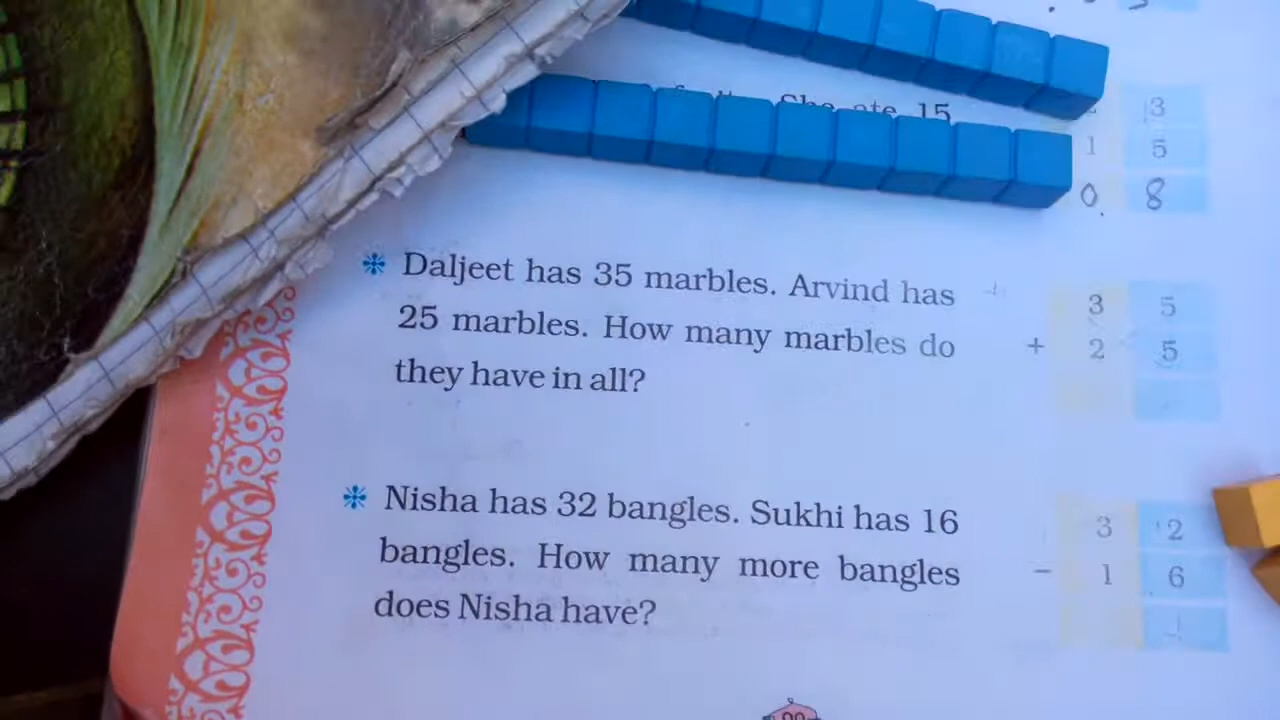 She ate 15
3
1 5
0 8
Daljeet has 35 marbles. Arvind has
25 marbles. How many marbles do
they have in all?
3 5
+ 2 5
Nisha has 32 bangles. Sukhi has 16
bangles. How many more bangles
does Nisha have?
3 2
− 1 6